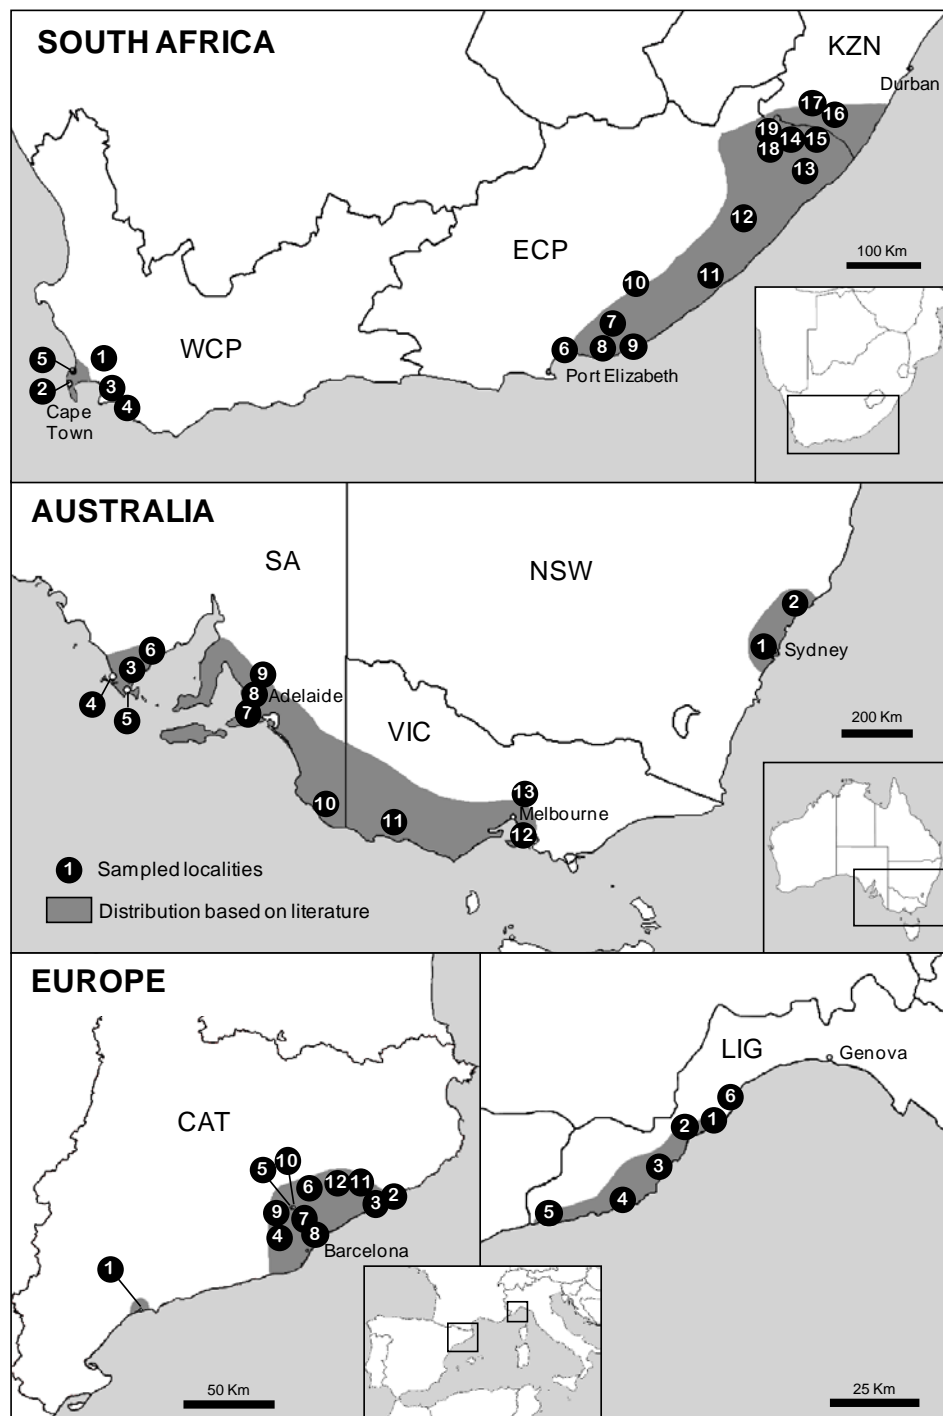 SOUTH AFRICA
KZN
Durban
17
16
19
14
15
18
13
12
ECP
100 Km
11
10
7
WCP
6
8
9
Port Elizabeth
5
1
2
3
4
Cape
Town
AUSTRALIA
SA
NSW
2
1
Sydney
6
3
9
8
Adelaide
4
5
7
200 Km
VIC
10
13
11
Melbourne
12
1 Sampled localities
Distribution based on literature
EUROPE
LIG
Genova
CAT
6
1
2
10
5
3
12
11
6
2
3
4
9
7
5
4
8
Barcelona
1
50 Km
25 Km